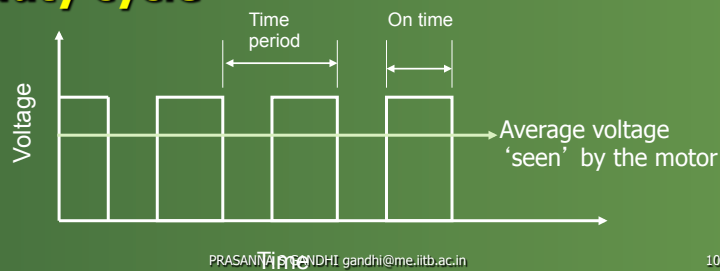 duty cycle
Time
period
On time
Voltage
Average voltage
‘seen’ by the motor
Time
PRASANNA S GANDHI gandhi@me.iitb.ac.in
10